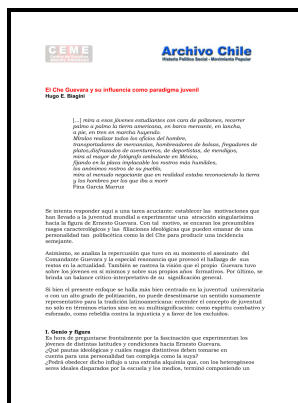 CEME
Archivo Chile
Historia Político Social - Movimiento Popular
El Che Guevara y su influencia como paradigma juvenil
Hugo E. Biagini
[...] mira a esos jóvenes estudiantes con cara de polizones, recorrer
palmo a palmo la tierra americana, en barco mercante, en lancha,
a pie, en tren en marcha huyendo.
Míralos realizar todos los oficios del hombre,
transportadores de mercancías, hombreadores de bolsas, fregadores de
platos, disfrazados de aventureros, de deportistas, de mendigos,
mira al mayor de fotógrafo ambulante en México,
fijando en la placa implacable los rostros más humildes,
los anónimos rostros de su pueblo,
mira al menudo negociante que en realidad estaba reconociendo la tierra
y los hombres por los que iba a morir
Fina García Marruz
Se intenta responder aquí a una tarea acuciante: establecer las motivaciones que
han llevado a la juventud mundial a experimentar una atracción singularísima
hacia la figura de Ernesto Guevara. Con tal motivo, se encaran los presumibles
rasgos caracterológicos y las filiaciones ideológicas que pueden emanar de una
personalidad tan polifacética como la del Che para producir una incidencia
semejante.
Asimismo, se analiza la repercusión que tuvo en su momento el asesinato del
Comandante Guevara y la especial resonancia que provocó el hallazgo de sus
restos en la actualidad. También se rastrea la visión que el propio Guevara tuvo
sobre los jóvenes en sí mismos y sobre sus propios años formativos. Por último, se
brinda un balance crítico-interpretativo de su significación general.
Si bien el presente enfoque se halla más bien centrado en la juventud universitaria
o con un alto grado de politización, no puede desestimarse un sentido sumamente
representativo para la tradición latinoamericana: entender el concepto de juventud
no sólo en términos etarios sino en su multisignificación: como espíritu combativo y
esforzado, como rebeldía contra la injusticia y a favor de los excluidos.
I. Genio y figura
Es hora de preguntarse frontalmente por la fascinación que experimentan los
jóvenes de distintas latitudes y condiciones hacia Ernesto Guevara.
¿Qué pautas ideológicas y cuáles rasgos distintivos deben tomarse en
cuenta para una personalidad tan compleja como la suya?
¿Podrá obedecer dicho influjo a una extraña alquimia que, con los heterogéneos
seres ideales disparados por la escuela y los medios, terminó componiendo un